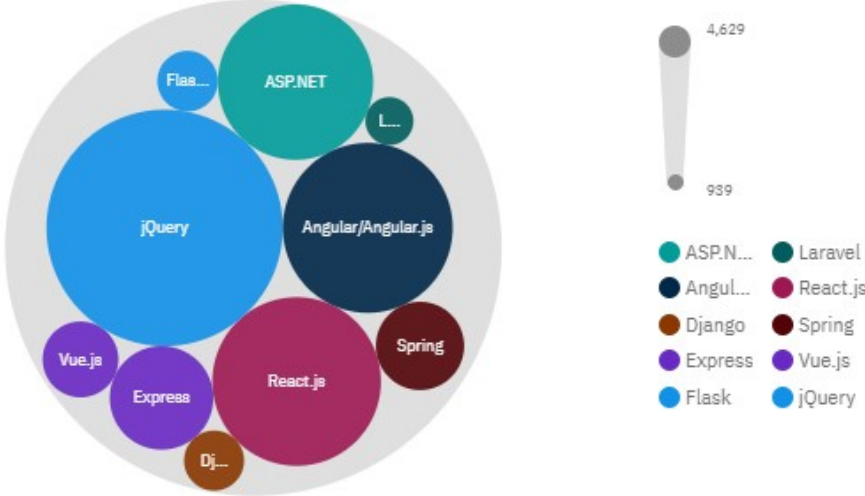 Flas...
ASP.NET
L...
jQuery
Angular/Angular.js
Vue.js
Express
React.js
Spring
Dj...
4,629
939
ASP.N...
Laravel
Angul...
React.js
Django
Spring
Express
Vue.js
Flask
jQuery